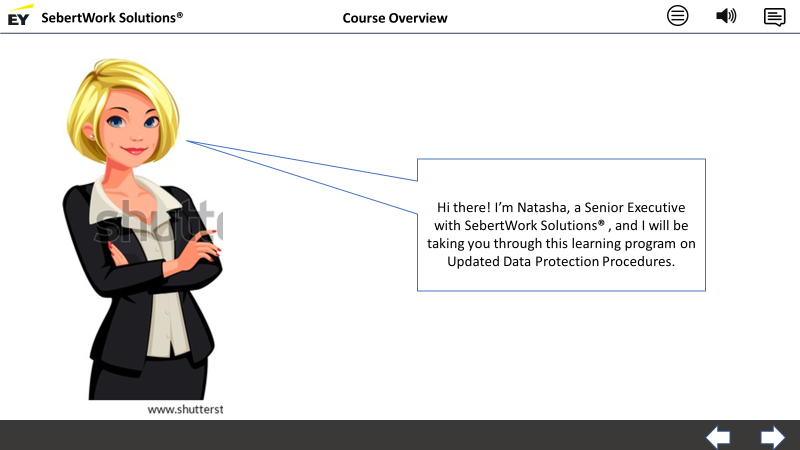 EY SebertWork Solutions®
Course Overview
Hi there! I’m Natasha, a Senior Executive
with SebertWork Solutions® , and I will be
taking you through this learning program on
Updated Data Protection Procedures.
shutt
www.shutterst